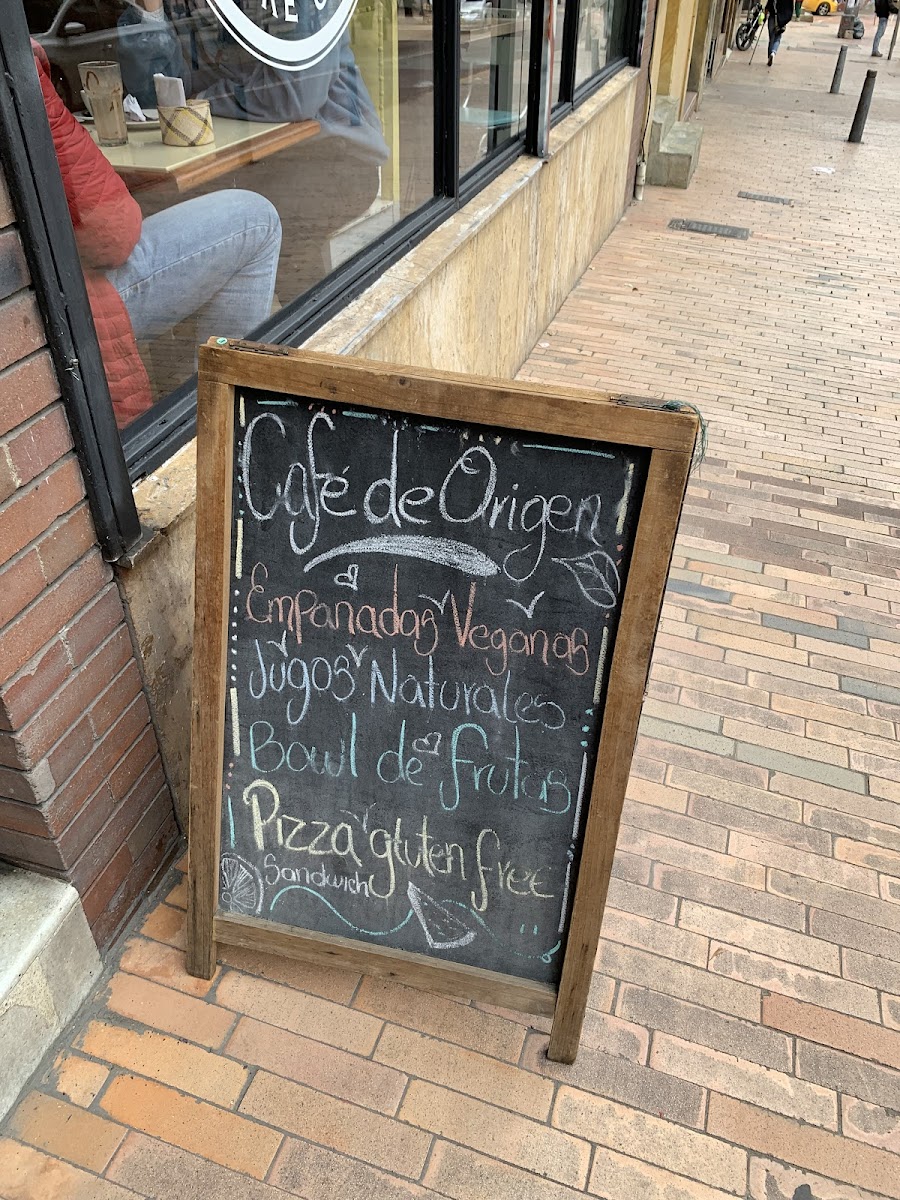 Café de Origen
Empanadas Veganas
Jugos Naturales
Bowl de frutas
Pizza gluten free
Sandwich